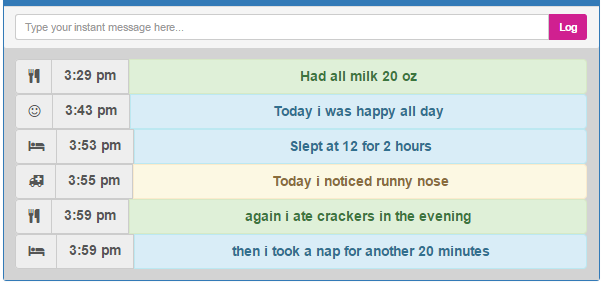 Type your instant message here...
Log
3:29 pm Had all milk 20 oz
3:43 pm Today i was happy all day
3:53 pm Slept at 12 for 2 hours
3:55 pm Today i noticed runny nose
3:59 pm again i ate crackers in the evening
3:59 pm then i took a nap for another 20 minutes